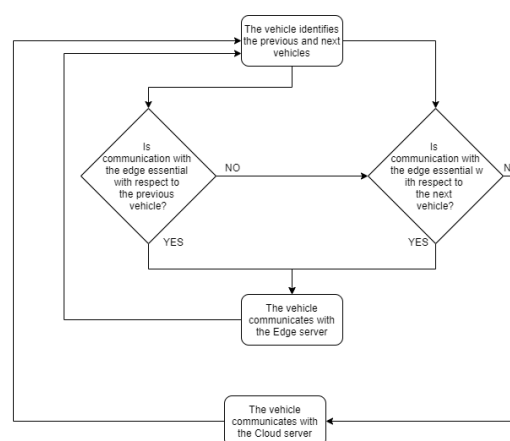 The vehicle identifies
the previous and next
vehicles
Is
communication with
the edge essential
with respect to
the previous
vehicle?
NO
Is
communication with
the edge essential w
ith respect to
the next
vehicle?
N
YES
YES
The vehicle
communicates with
the Edge server
The vehicle
communicates with
the Cloud server